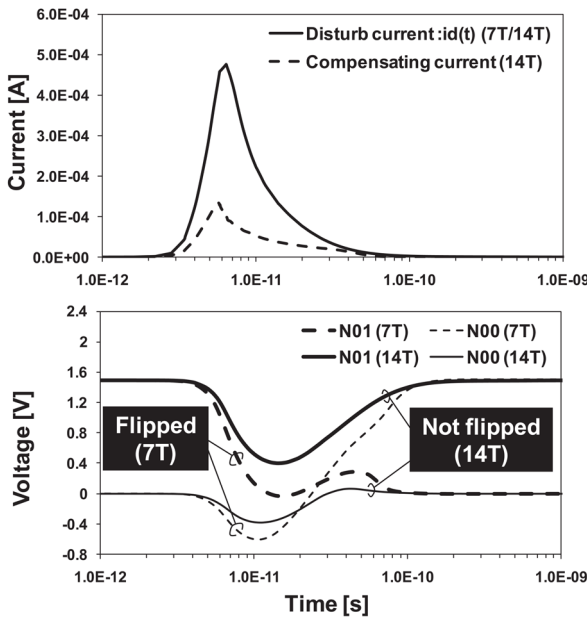 6.0E-04
5.0E-04
4.0E-04
3.0E-04
2.0E-04
1.0E-04
0.0E+00
Current [A]
Disturb current :id(t) (7T/14T)
Compensating current (14T)
1.0E-12 1.0E-11 1.0E-10 1.0E-09
2.4
2
1.6
1.2
0.8
0.4
0
-0.4
-0.8
Voltage [V]
N01 (7T) N00 (7T)
N01 (14T) N00 (14T)
Flipped
(7T)
Not flipped
(14T)
1.0E-12 1.0E-11 1.0E-10 1.0E-09
Time [s]